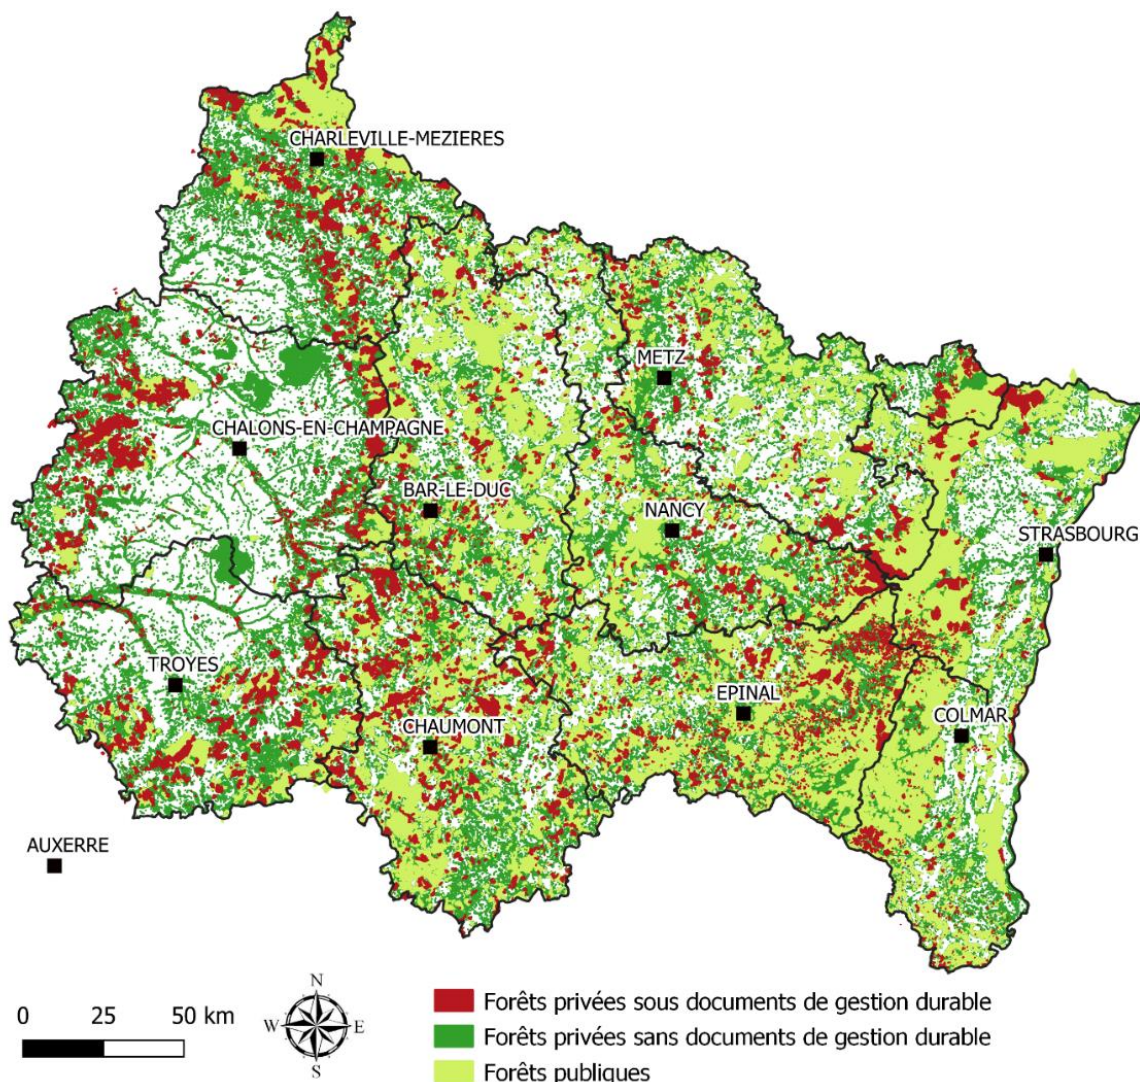 CHARLEVILLE-MEZIERES
METZ
CHALONS-EN-CHAMPAGNE
BAR-LE-DUC
NANCY
STRASBOURG
TROYES
EPINAL
COLMAR
CHAUMONT
AUXERRE
0 25 50 km
N
W E
S
Forêts privées sous documents de gestion durable
Forêts privées sans documents de gestion durable
Forêts publiques